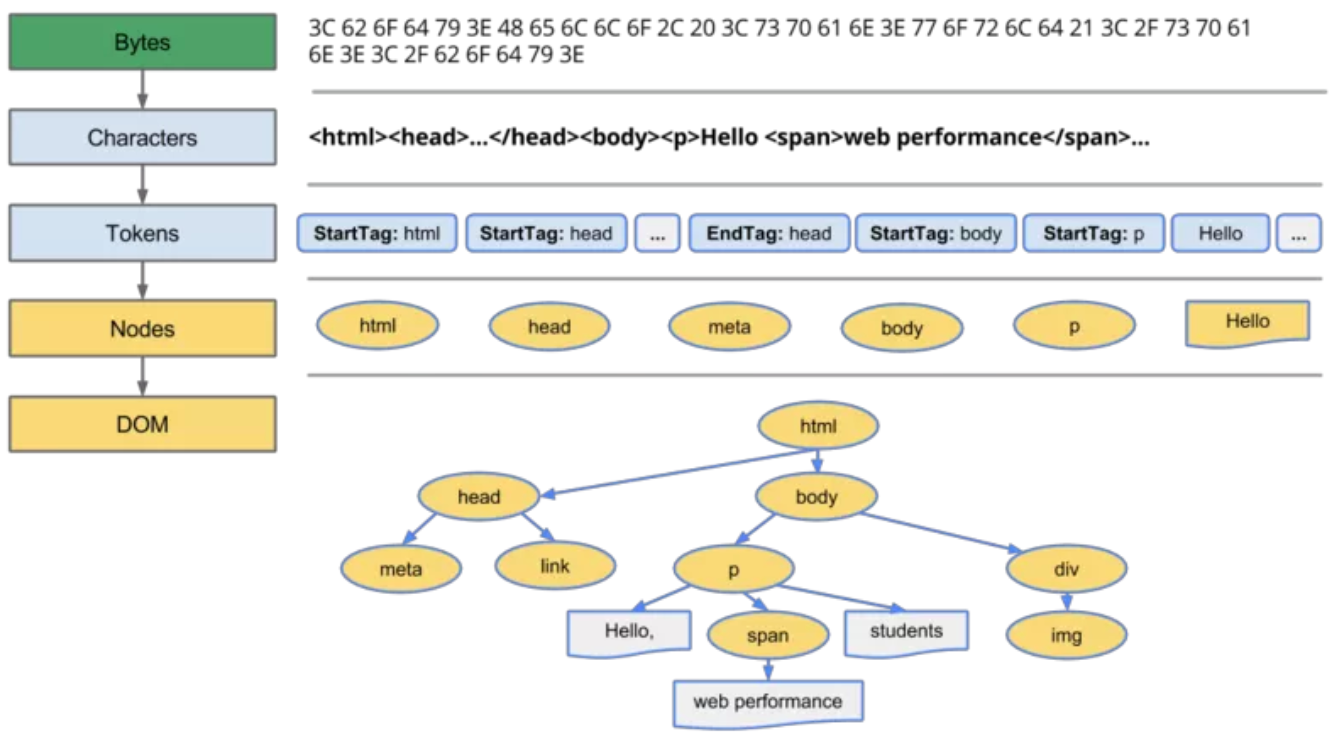 Bytes
3C 62 6F 64 79 3E 48 65 6C 6C 6F 2C 20 3C 73 70 61 6E 3E 77 6F 72 6C 64 21 3C 2F 73 70 61
6E 3E 3C 2F 62 6F 64 79 3E
Characters
<html><head>...</head><body><p>Hello <span>web performance</span>...
Tokens
StartTag: html
StartTag: head
...
EndTag: head
StartTag: body
StartTag: p
Hello
...
Nodes
html
head
meta
body
p
Hello
DOM
html
head
body
meta
link
p
div
Hello,
span
students
img
web performance